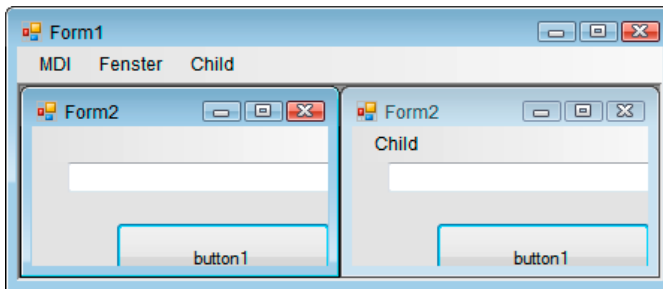 Form1
MDI Fenster Child
Form2 Form2
Child
button1 button1